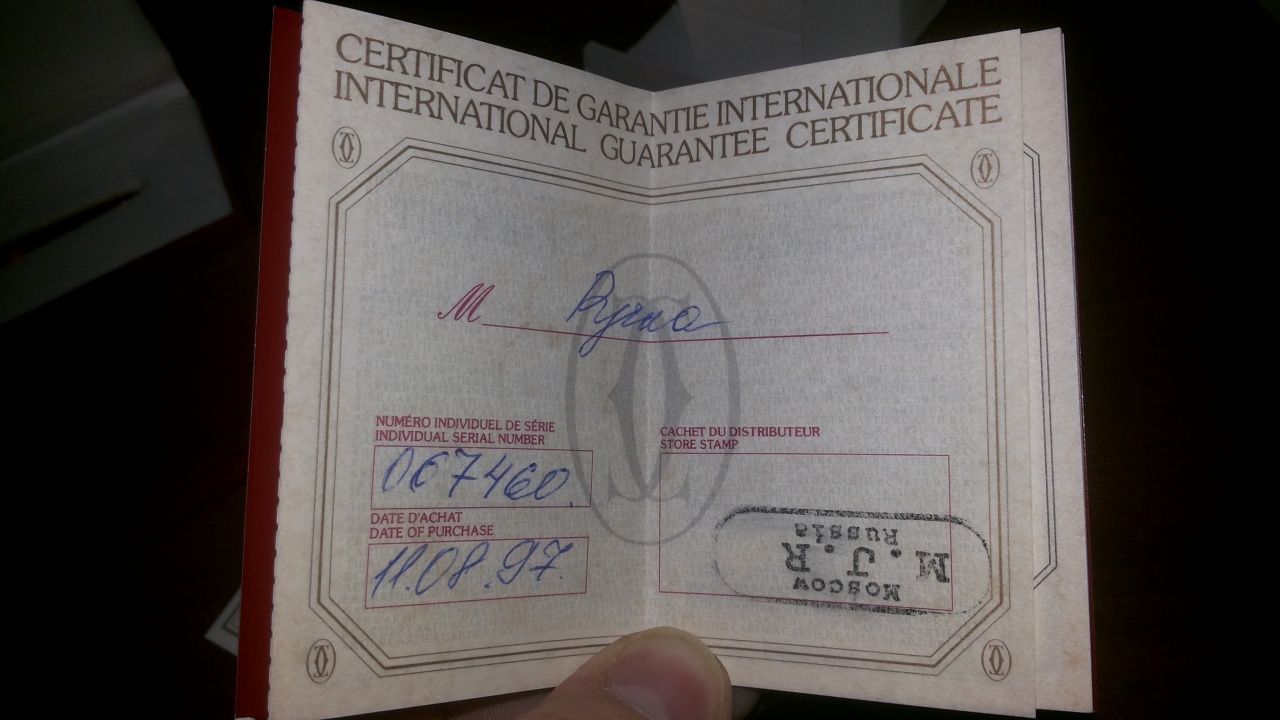 CERTIFICAT DE GARANTIE INTERNATIONALE
INTERNATIONAL GUARANTEE CERTIFICATE
M Ручка
NUMÉRO INDIVIDUEL DE SÉRIE
INDIVIDUAL SERIAL NUMBER
067460.
DATE D'ACHAT
DATE OF PURCHASE
11.08.97.
CACHET DU DISTRIBUTEUR
STORE STAMP
Moscow
M.J.R
Russia